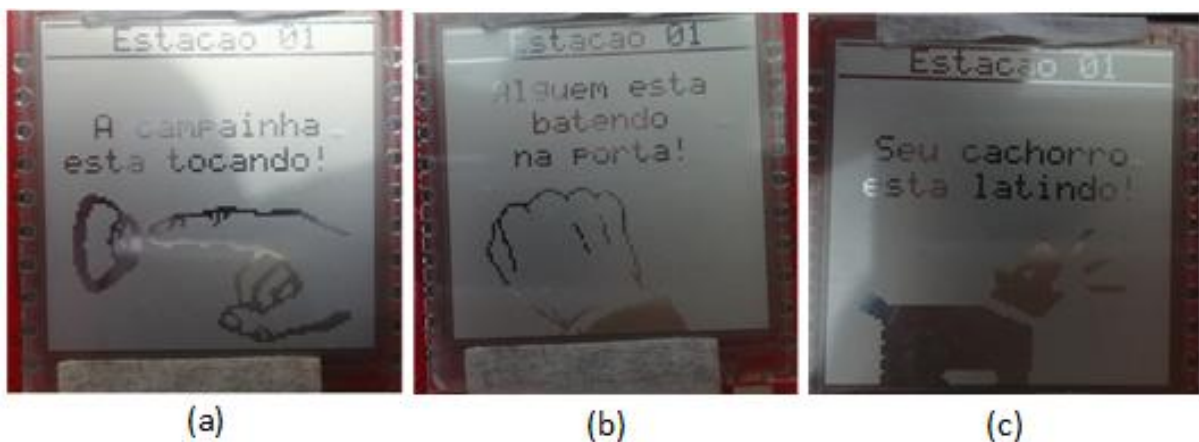 Estacao 01
A campainha
esta tocando!
(a)
Estacao 01
Alguem esta
batendo
na porta!
(b)
Estacao 01
Seu cachorro
esta latindo!
(c)